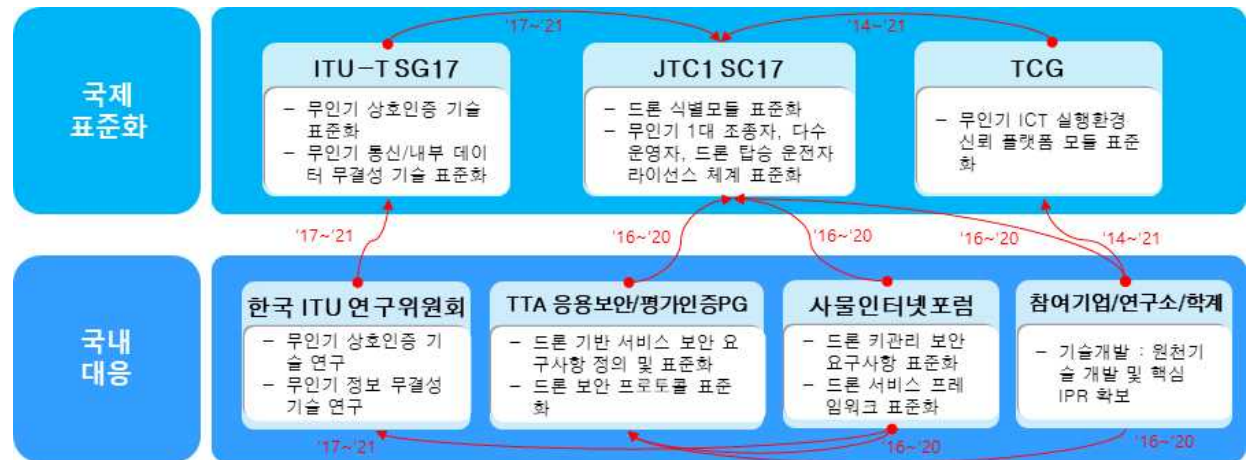 '17~'21
'14~'21
국제
표준화
ITU-T SG17
- 무인기 상호인증 기술
표준화
- 무인기 통신/내부 데이
터 무결성 기술 표준화
JTC1 SC17
- 드론 식별모듈 표준화
- 무인기 1대 조종자, 다수
운영자, 드론 탑승 운전자
라이선스 체계 표준화
TCG
- 무인기 ICT 실행환경
신뢰 플랫폼 모듈 표준
화
'17~'21
'16~'20
'16~'20
'16~'20
'14~'21
국내
대응
한국 ITU 연구위원회
- 무인기 상호인증 기
술 연구
- 무인기 정보 무결성
기술 연구
TTA 응용보안/평가인증PG
- 드론 기반 서비스 보안 요
구사항 정의 및 표준화
- 드론 보안 프로토콜 표준
화
사물인터넷포럼
- 드론 키관리 보안
요구사항 표준화
- 드론 서비스 프레
임워크 표준화
참여기업/연구소/학계
- 기술개발 : 원천기
술 개발 및 핵심
IPR 확보
'17~'21
'16~'20
'16~'20